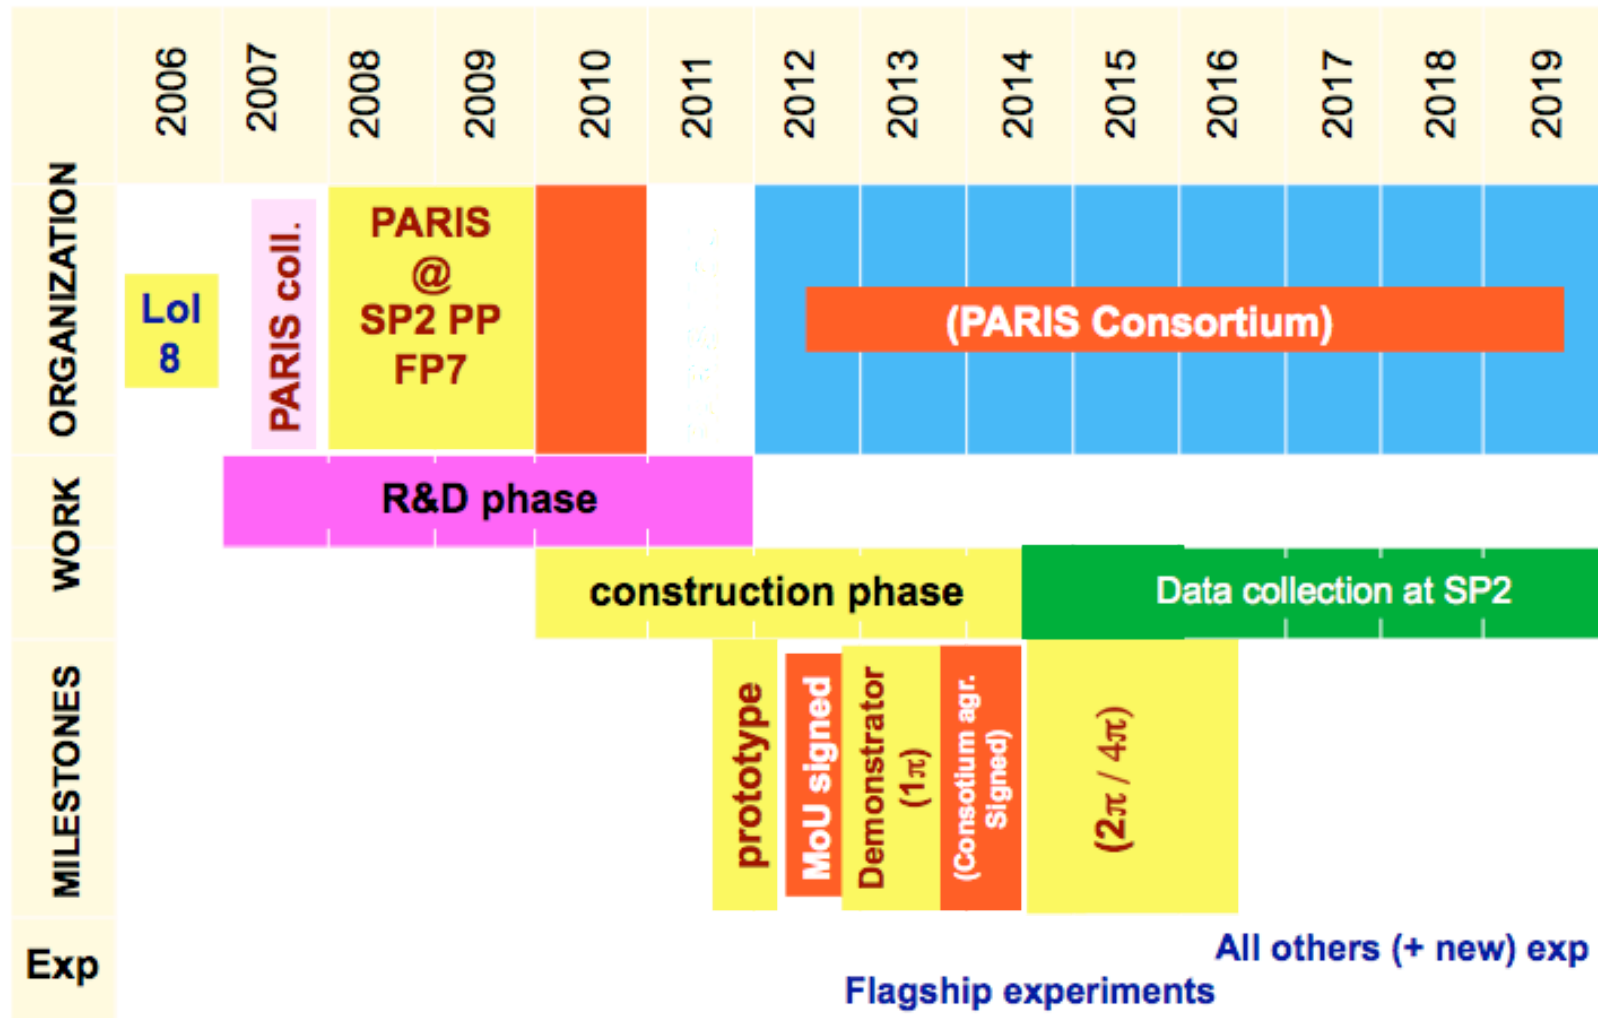 2006 2007 2008 2009 2010 2011 2012 2013 2014 2015 2016 2017 2018 2019
ORGANIZATION
LoI
8
PARIS coll.
PARIS
@
SP2 PP
FP7
(PARIS Consortium)
WORK
R&D phase
construction phase
Data collection at SP2
MILESTONES
prototype
MoU signed
Demonstrator
(1π)
(Consotium agr.
Signed)
(2π / 4π)
Exp
All others (+ new) exp
Flagship experiments